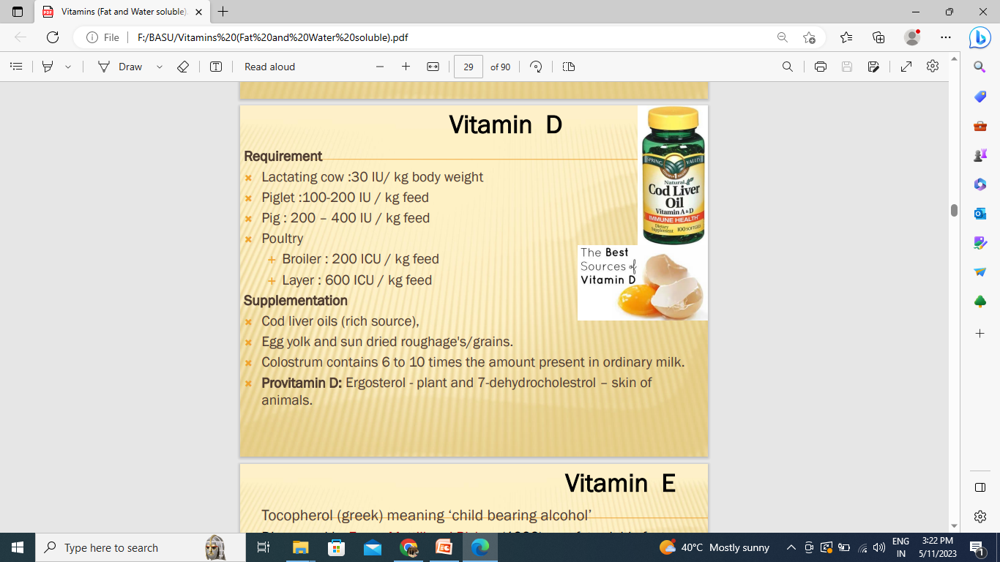 Vitamins (Fat and Water soluble).
File
F:/BASU/Vitamins%20(Fat%20and%20Water%20soluble).pdf
Draw
Read aloud
29
of 90
Vitamin D
Requirement
Lactating cow :30 IU/ kg body weight
Piglet :100-200 IU / kg feed
Pig : 200 – 400 IU / kg feed
Poultry
Broiler : 200 ICU / kg feed
Layer : 600 ICU / kg feed
Supplementation
Cod liver oils (rich source),
Egg yolk and sun dried roughage's/grains.
Colostrum contains 6 to 10 times the amount present in ordinary milk.
Provitamin D: Ergosterol - plant and 7-dehydrocholestrol – skin of
animals.
SPRING VALLEY
Natural
Cod Liver
Oil
Vitamin A & D
IMMUNE HEALTH
Dietary
Supplement
100 SOFTGELS
The Best
Sources of
Vitamin D
Vitamin E
Tocopherol (greek) meaning ‘child bearing alcohol’
Type here to search
40°C Mostly sunny
ENG
IN
3:22 PM
5/11/2023
1